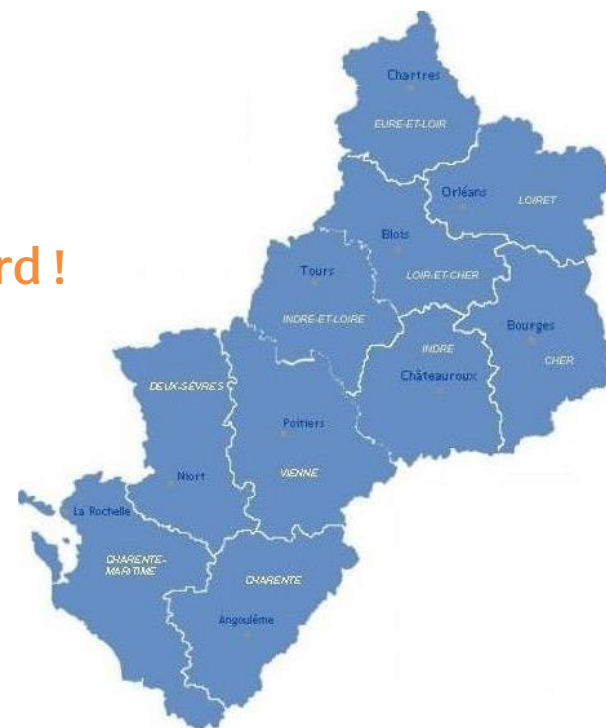 Chartres
EURE-ET-LOIR
Orléans
LOIRET
Blois
rd !
Tours
LOIR-ET-CHER
INDRE-ET-LOIRE
Bourges
INDRE
CHER
Châteauroux
DEUX-SÈVRES
Poitiers
VIENNE
Niort
La Rochelle
CHARENTE-
MARITIME
CHARENTE
Angoulême